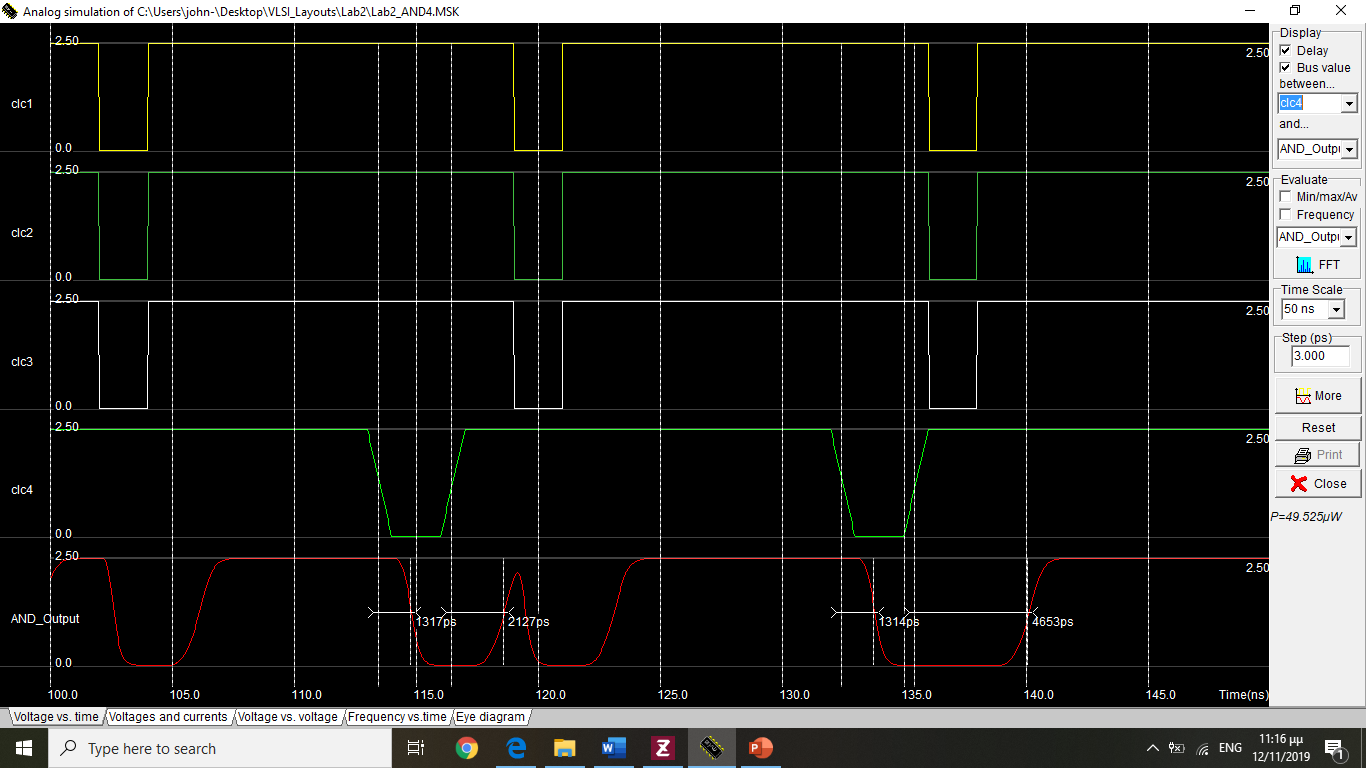 Analog simulation of C:\Users\john-\Desktop\VLSI_Layouts\Lab2\Lab2_AND4.MSK
2.50
2.50
clc1
0.0
2.50
2.50
clc2
0.0
2.50
2.50
clc3
0.0
2.50
2.50
clc4
0.0
2.50
2.50
AND_Output
1317ps
2127ps
1314ps
4653ps
0.0
100.0 105.0 110.0 115.0 120.0 125.0 130.0 135.0 140.0 145.0 Time(ns)
Display
Delay
Bus value
between...
clc4
and...
AND_Outpu
Evaluate
Min/max/Av
Frequency
AND_Outpu
FFT
Time Scale
50 ns
Step (ps)
3.000
More
Reset
Print
Close
P=49.525µW
Voltage vs. time Voltages and currents Voltage vs. voltage Frequency vs.time Eye diagram
Type here to search
ENG
11:16 μμ
12/11/2019
1